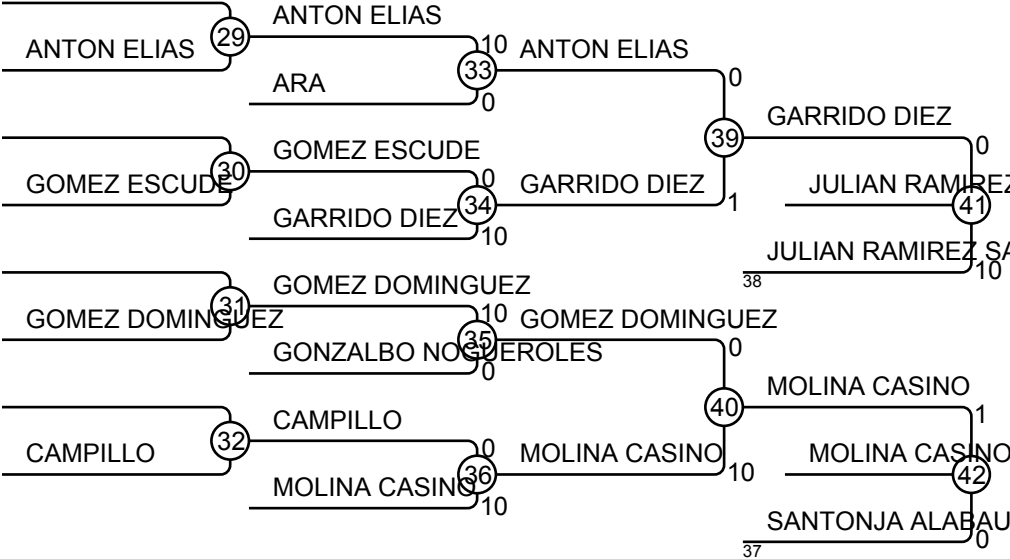 ANTON ELIAS
29
ANTON ELIAS
10
33
ARA
0
ANTON ELIAS
0
39
GOMEZ ESCUDE
30
GOMEZ ESCUDE
0
34
GARRIDO DIEZ
10
GARRIDO DIEZ
1
GARRIDO DIEZ
0
JULIAN RAMIREZ
41
JULIAN RAMIREZ SA
10
38
GOMEZ DOMINGUEZ
31
GOMEZ DOMINGUEZ
10
35
GONZALBO NOGUEROLES
0
GOMEZ DOMINGUEZ
0
40
CAMPILLO
32
CAMPILLO
0
36
MOLINA CASINO
10
MOLINA CASINO
10
MOLINA CASINO
1
MOLINA CASINO
42
SANTONJA ALABAU
0
37